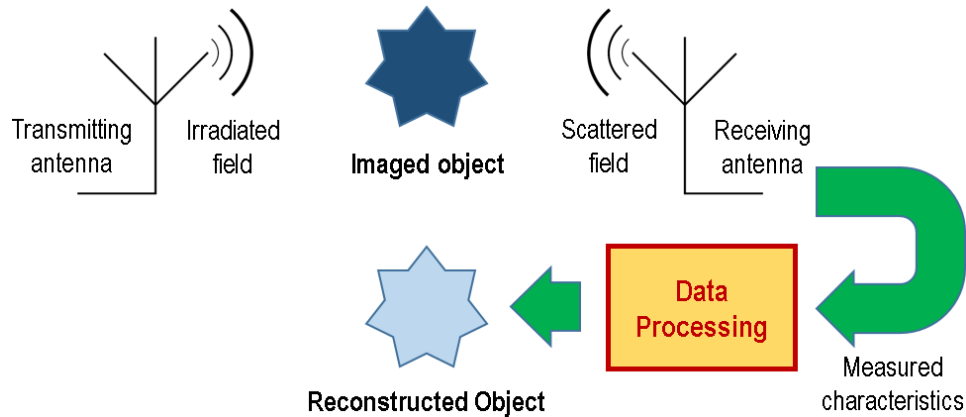 Transmitting
antenna
Irradiated
field
Imaged object
Scattered
field
Receiving
antenna
Data
Processing
Measured
characteristics
Reconstructed Object